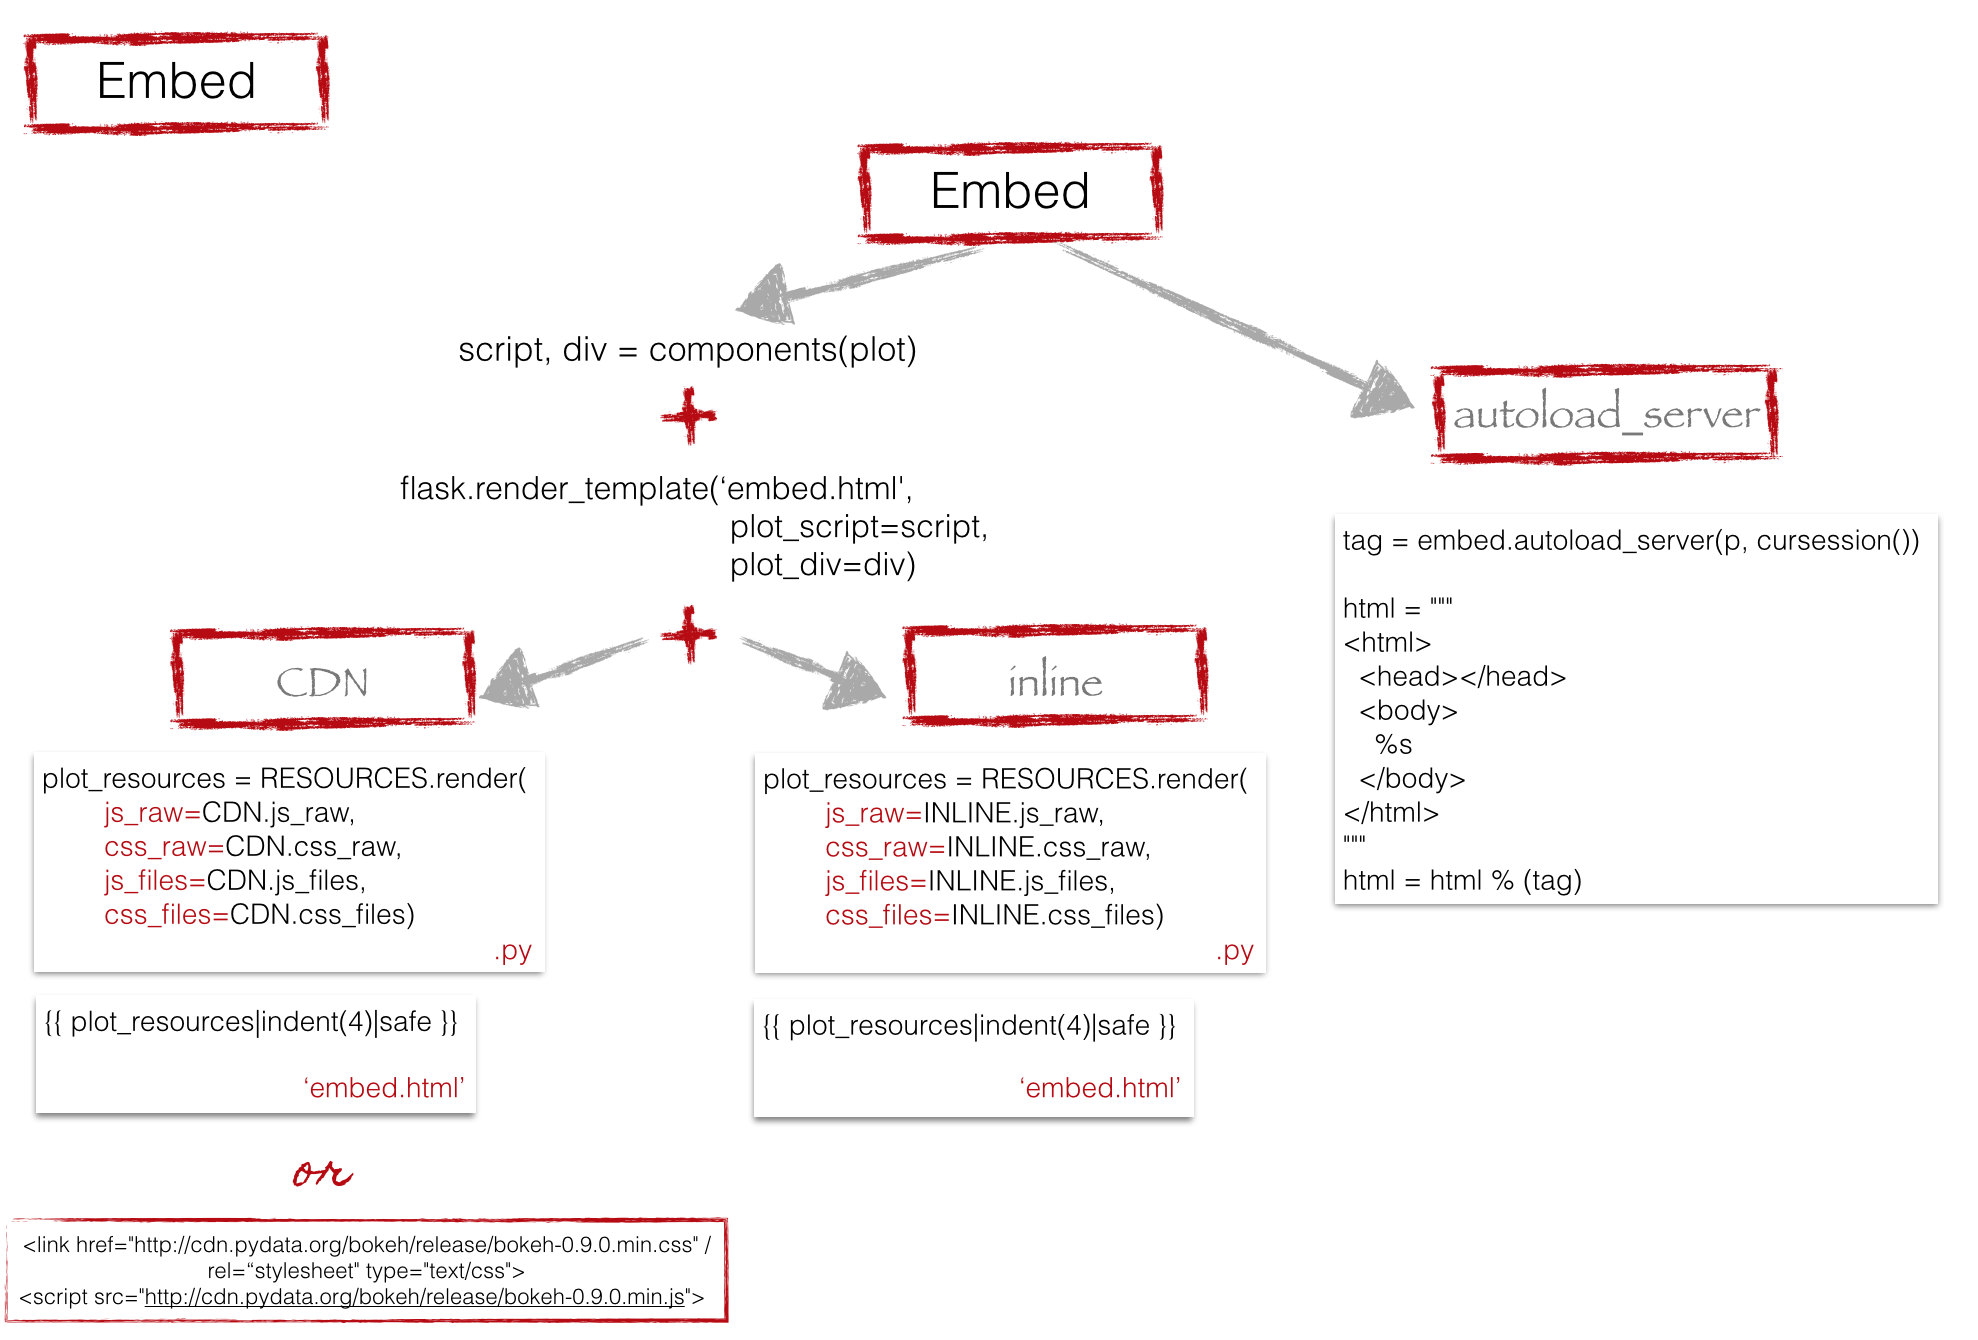 Embed
Embed
script, div = components(plot)
flask.render_template(‘embed.html',
plot_script=script,
plot_div=div)
CDN
plot_resources = RESOURCES.render(
js_raw=CDN.js_raw,
css_raw=CDN.css_raw,
js_files=CDN.js_files,
css_files=CDN.css_files)
.py
{{ plot_resources|indent(4)|safe }}
‘embed.html’
or
<link href="http://cdn.pydata.org/bokeh/release/bokeh-0.9.0.min.css" /
rel=“stylesheet" type="text/css">
<script src="http://cdn.pydata.org/bokeh/release/bokeh-0.9.0.min.js">
inline
plot_resources = RESOURCES.render(
js_raw=INLINE.js_raw,
css_raw=INLINE.css_raw,
js_files=INLINE.js_files,
css_files=INLINE.css_files)
.py
{{ plot_resources|indent(4)|safe }}
‘embed.html’
autoload_server
tag = embed.autoload_server(p, cursession())
html = """
<html>
<head></head>
<body>
%s
</body>
</html>
"""
html = html % (tag)